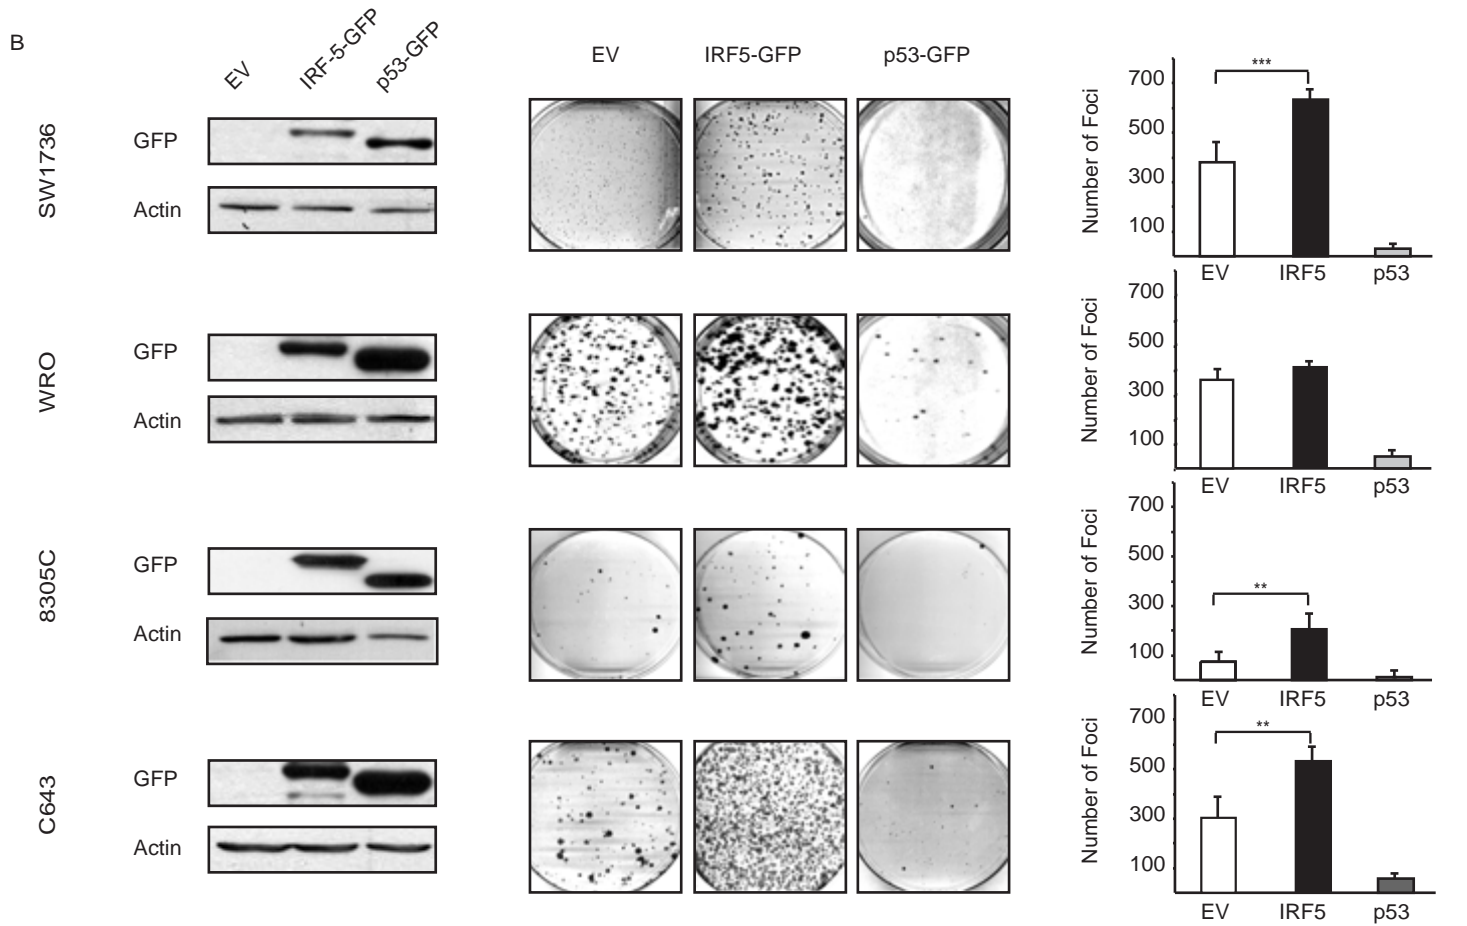 B
EV
IRF-5-GFP
p53-GFP
EV
IRF5-GFP
p53-GFP
SW1736
GFP
Actin
Number of Foci
700
500
300
100
***
EV
IRF5
p53
WRO
GFP
Actin
Number of Foci
700
500
300
100
EV
IRF5
p53
8305C
GFP
Actin
Number of Foci
700
500
300
100
**
EV
IRF5
p53
C643
GFP
Actin
Number of Foci
700
500
300
100
**
EV
IRF5
p53